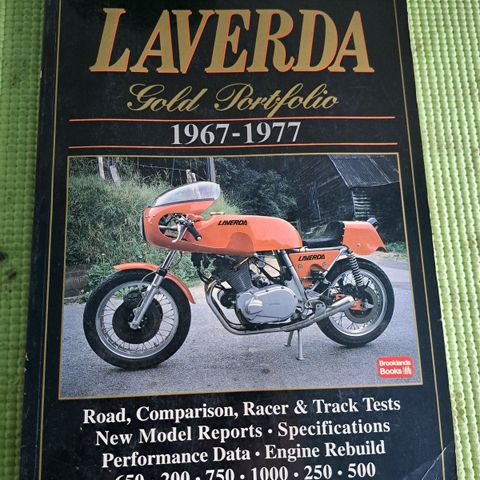 LAVERDA
Gold Portfolio
1967-1977
LAVERDA
LAVERDA
Brooklands
Books
Road, Comparison, Racer & Track Tests
New Model Reports • Specifications
Performance Data • Engine Rebuild
650 • 200 • 750 • 1000 • 250 • 500